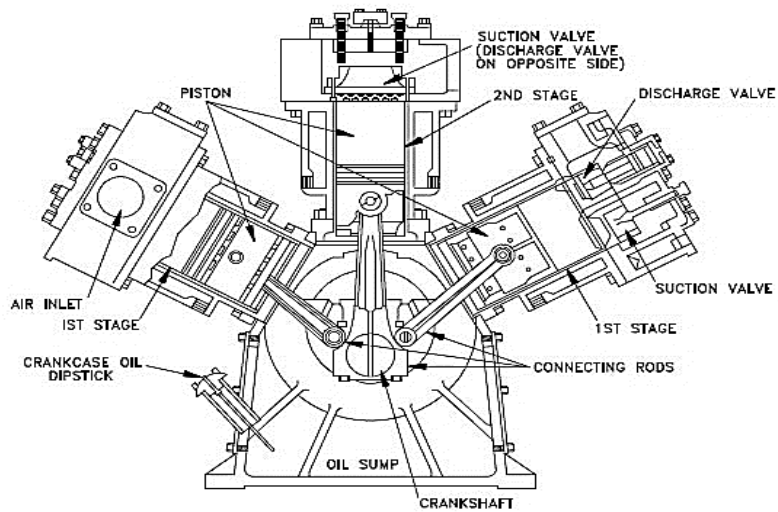 SUCTION VALVE
(DISCHARGE VALVE
ON OPPOSITE SIDE)
PISTON
2ND STAGE
DISCHARGE VALVE
AIR INLET
1ST STAGE
SUCTION VALVE
1ST STAGE
CRANKCASE OIL
DIPSTICK
CONNECTING RODS
OIL SUMP
CRANKSHAFT